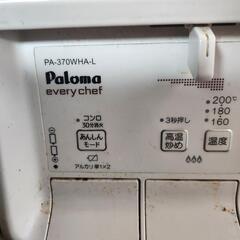 PA-370WHA-L
Paloma
every chef
コンロ
30分消火
あんしん
モード
アルカリ単1×2
3秒押し
高温
炒め
200℃
180
160
温度